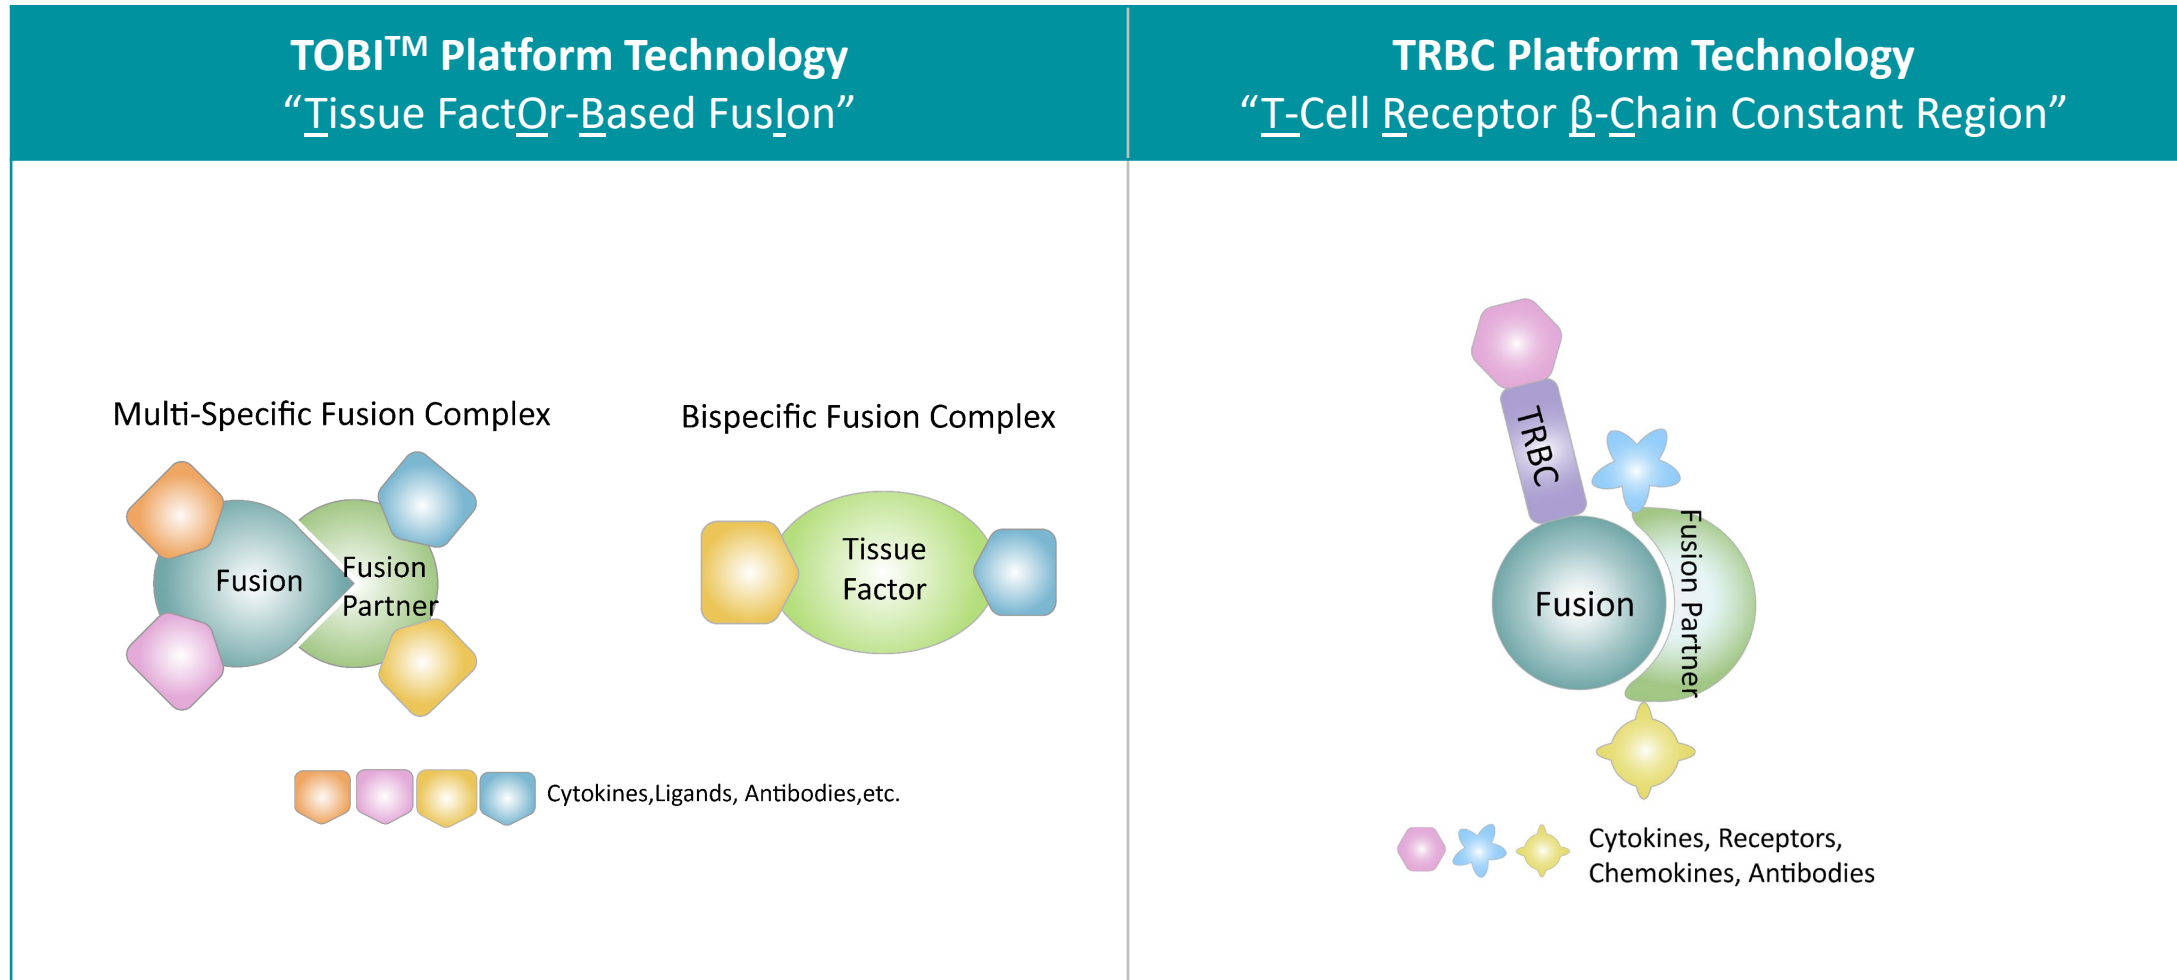 TOBI™ Platform Technology
“Tissue FactOr-Based FusIon”
TRBC Platform Technology
“T-Cell Receptor β-Chain Constant Region”
Multi-Specific Fusion Complex
Fusion
Fusion
Partner
Bispecific Fusion Complex
Tissue
Factor
Cytokines,Ligands, Antibodies,etc.
TRBC
Fusion
Fusion Partner
Cytokines, Receptors,
Chemokines, Antibodies